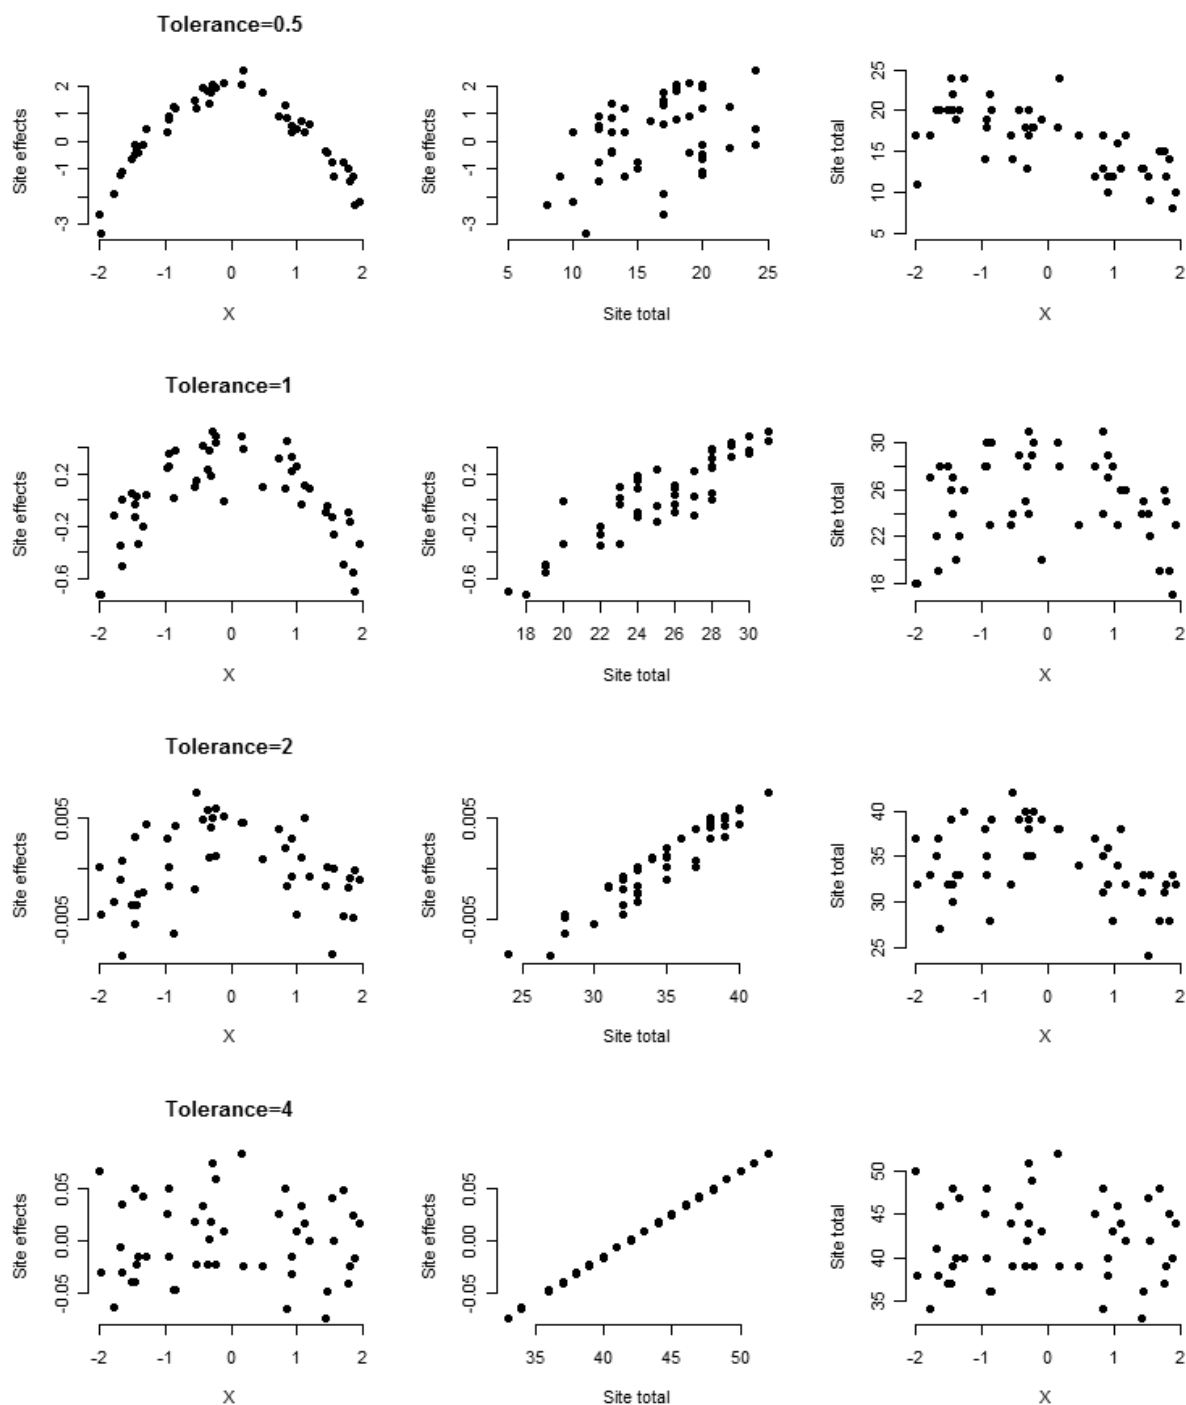 Tolerance=0.5
Site effects
2
1
0
-1
-3
-2 -1 0 1 2
X
Site effects
2
1
0
-1
-3
5 10 15 20 25
Site total
Site total
25
20
15
10
5
-2 -1 0 1 2
X
Tolerance=1
Site effects
0.2
-0.2
-0.6
-2 -1 0 1 2
X
Site effects
0.2
-0.2
-0.6
18 20 22 24 26 28 30
Site total
Site total
30
26
22
18
-2 -1 0 1 2
X
Tolerance=2
Site effects
0.005
-0.005
-2 -1 0 1 2
X
Site effects
0.005
-0.005
25 30 35 40
Site total
Site total
40
35
30
25
-2 -1 0 1 2
X
Tolerance=4
Site effects
0.05
0.00
-0.05
-2 -1 0 1 2
X
Site effects
0.05
0.00
-0.05
35 40 45 50
Site total
Site total
50
45
40
35
-2 -1 0 1 2
X